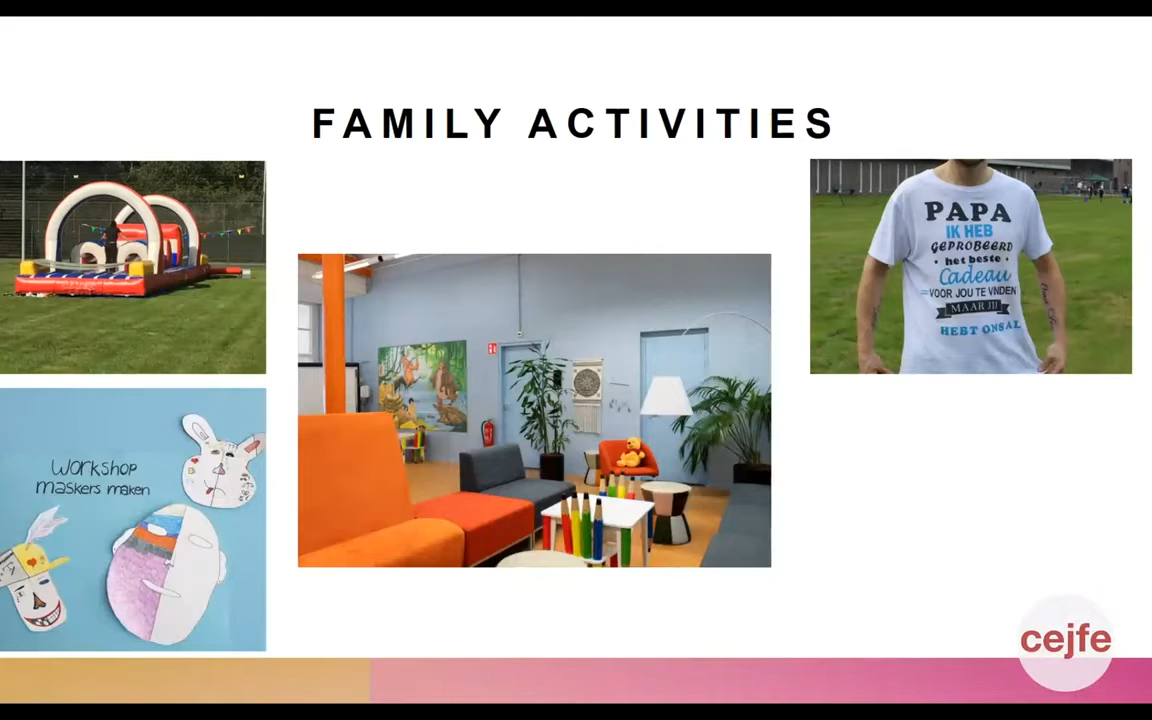 FAMILY ACTIVITIES
PAPA
IK HEB
GEPROBEERD
het beste
Cadeau
VOOR JOU TE VINDEN
MAAR JIJ
HEBT ONS AL
workshop
maskers maken
cejfe